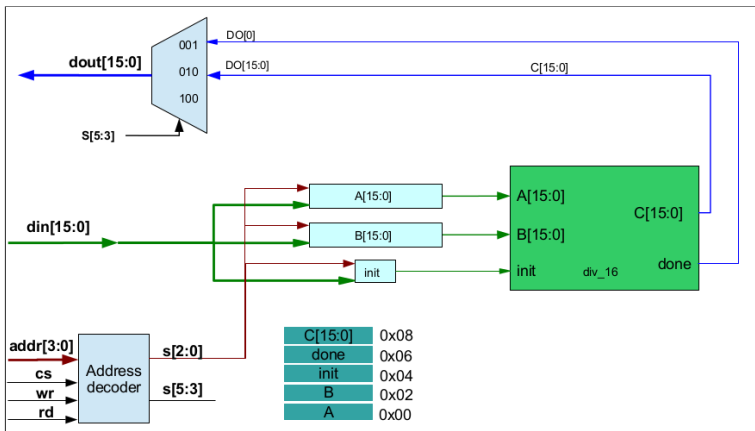 DO[0]
001
dout[15:0]
010
DO[15:0]
C[15:0]
100
S[5:3]
A[15:0]
A[15:0]
C[15:0]
din[15:0]
B[15:0]
B[15:0]
init
init
div_16
done
addr[3:0]
Address
decoder
s[2:0]
cs
s[5:3]
wr
rd
C[15:0] 0x08
done 0x06
init 0x04
B 0x02
A 0x00